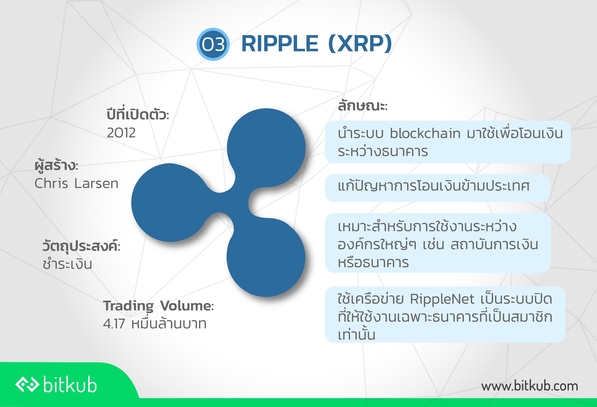 03 RIPPLE (XRP)
ปีที่เปิดตัว:
2012
ผู้สร้าง:
Chris Larsen
วัตถุประสงค์:
ชำระเงิน
Trading Volume:
4.17 หมื่นล้านบาท
ลักษณะ:
นำระบบ blockchain มาใช้เพื่อโอนเงิน
ระหว่างธนาคาร
แก้ปัญหาการโอนเงินข้ามประเทศ
เหมาะสำหรับการใช้งานระหว่าง
องค์กรใหญ่ๆ เช่น สถาบันการเงิน
หรือธนาคาร
ใช้เครือข่าย RippleNet เป็นระบบปิด
ที่ให้ใช้งานเฉพาะธนาคารที่เป็นสมาชิก
เท่านั้น
bitkub
www.bitkub.com